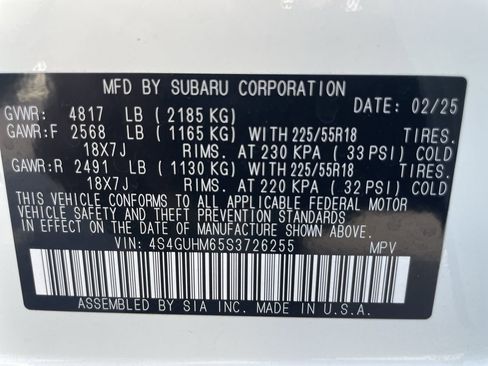 MFD BY SUBARU CORPORATION
GVWR: 4817 LB (2185 KG) DATE: 02/25
GAWR:F 2568 LB (1165 KG) WITH 225/55R18 TIRES.
18X7J RIMS. AT 230 KPA (33 PSI) COLD
GAWR:R 2491 LB (1130 KG) WITH 225/55R18 TIRES.
18X7J RIMS. AT 220 KPA (32 PSI) COLD
THIS VEHICLE CONFORMS TO ALL APPLICABLE FEDERAL MOTOR
VEHICLE SAFETY AND THEFT PREVENTION STANDARDS IN
EFFECT ON THE DATE OF MANUFACTURE SHOWN ABOVE.
VIN: 4S4GUHM65S3726255 MPV
ASSEMBLED BY SIA INC. MADE IN U.S.A.